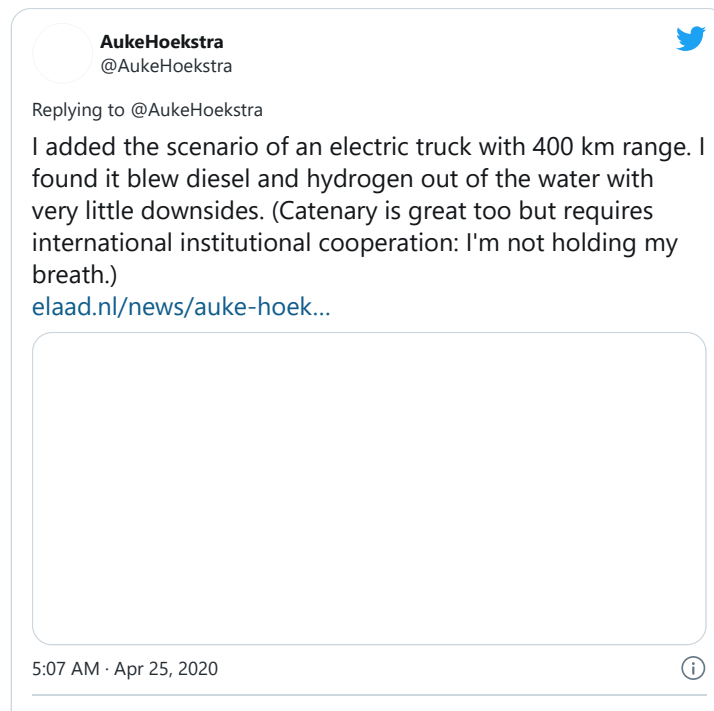 AukeHoekstra
@AukeHoekstra
Replying to @AukeHoekstra
I added the scenario of an electric truck with 400 km range. I
found it blew diesel and hydrogen out of the water with
very little downsides. (Catenary is great too but requires
international institutional cooperation: I'm not holding my
breath.)
elaad.nl/news/auke-hoek…
5:07 AM · Apr 25, 2020